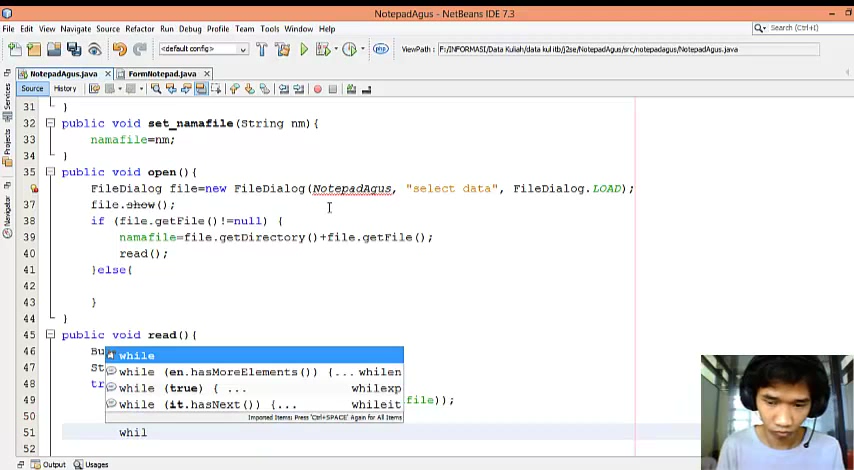 NotepadAgus - NetBeans IDE 7.3
File Edit View Navigate Source Refactor Run Debug Profile Team Tools Window Help
Search (Ctrl+I)
<default config>
ViewPath : F:/INFORMASI/Data Kuliah/data kul itb/j2se/NotepadAgus/src/notepadagus/NotepadAgus.java
NotepadAgus.java
FormNotepad.java
Source History
Services
Projects
Navigator
31 }
32 public void set_namafile(String nm){
33 namafile=nm;
34 }
35 public void open(){
FileDialog file=new FileDialog(NotepadAgus, "select data", FileDialog.LOAD);
37 file.show();
38 if (file.getFile()!=null) {
39 namafile=file.getDirectory()+file.getFile();
40 read();
41 }else{
42
43 }
44 }
45 public void read(){
46 Bu
47 St
48 tr
49 file));
50
51 whil
52
while
while (en.hasMoreElements()) {... whilen
while (true) { ... whilexp
while (it.hasNext()) {... whileit
Imported Items; Press 'Ctrl+SPACE' Again for All Items
Output Usages